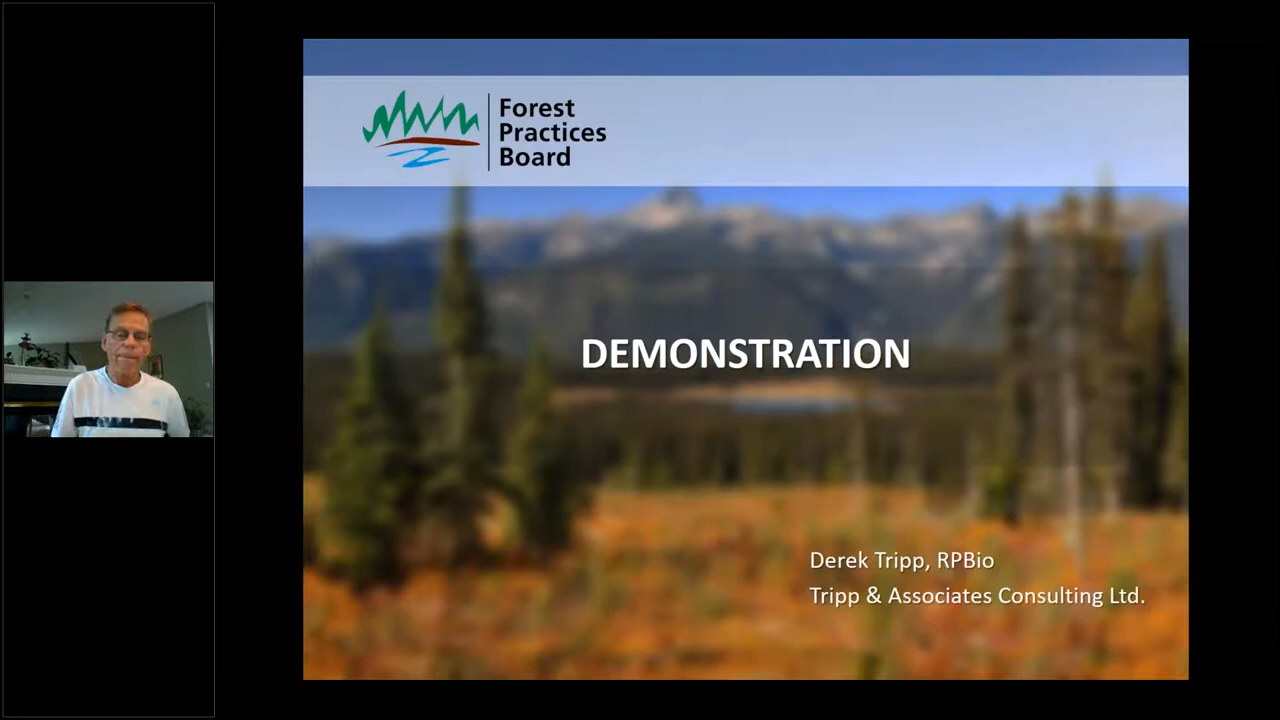 Forest
Practices
Board
DEMONSTRATION
Derek Tripp, RPBio
Tripp & Associates Consulting Ltd.